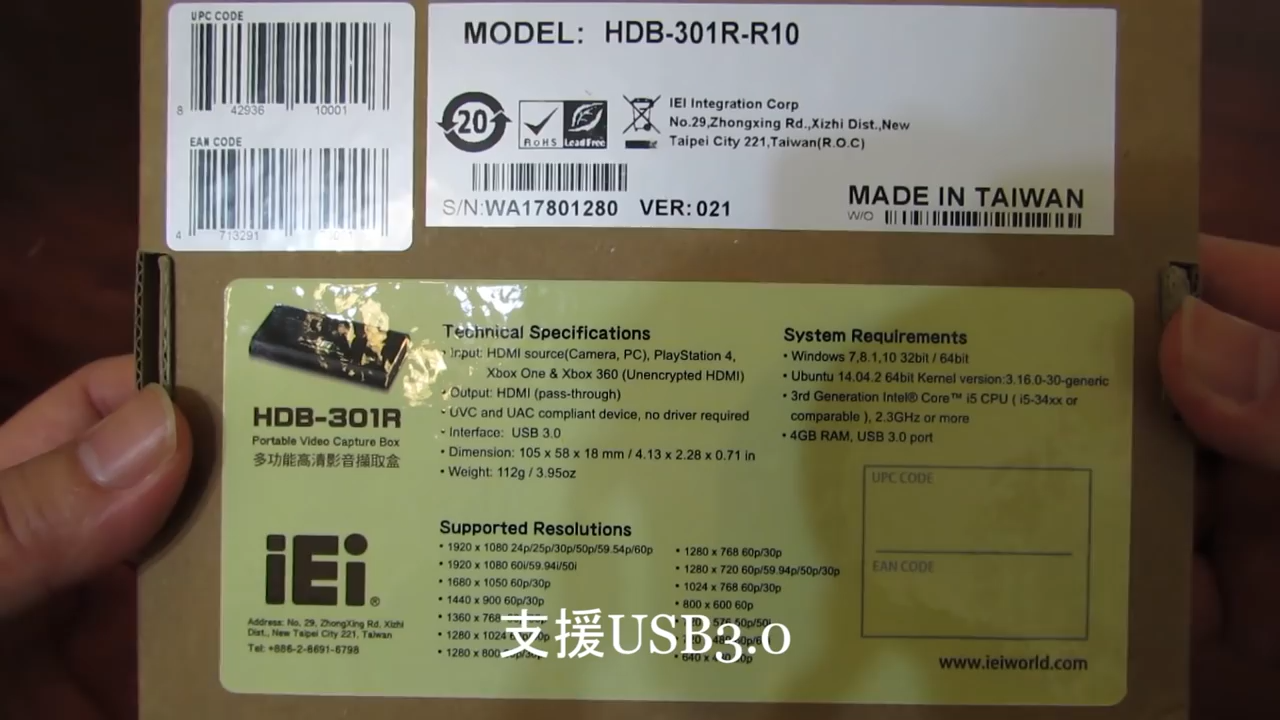 UPC CODE
8 42936 10001
EAN CODE
4 713291
MODEL: HDB-301R-R10
20
RoHS
Lead Free
IEI Integration Corp
No.29,Zhongxing Rd.,Xizhi Dist.,New
Taipei City 221,Taiwan(R.O.C)
S/N:WA17801280 VER:021
MADE IN TAIWAN
W/O
HDB-301R
Portable Video Capture Box
多功能高清影音擷取盒
iEi®
Address: No. 29, ZhongXing Rd, Xizhi
Dist., New Taipei City 221, Taiwan
Tel: +886-2-8691-6798
Technical Specifications
• Input: HDMI source(Camera, PC), PlayStation 4,
Xbox One & Xbox 360 (Unencrypted HDMI)
• Output: HDMI (pass-through)
• UVC and UAC compliant device, no driver required
• Interface: USB 3.0
• Dimension: 105 x 58 x 18 mm / 4.13 x 2.28 x 0.71 in
• Weight: 112g / 3.95oz
System Requirements
• Windows 7,8.1,10 32bit / 64bit
• Ubuntu 14.04.2 64bit Kernel version:3.16.0-30-generic
• 3rd Generation Intel® Core™ i5 CPU ( i5-34xx or
comparable ), 2.3GHz or more
• 4GB RAM, USB 3.0 port
Supported Resolutions
• 1920 x 1080 24p/25p/30p/50p/59.54p/60p
• 1920 x 1080 60i/59.94i/50i
• 1680 x 1050 60p/30p
• 1440 x 900 60p/30p
• 1360 x 768
• 1280 x 1024
• 1280 x 800
• 1280 x 768 60p/30p
• 1280 x 720 60p/59.94p/50p/30p
• 1024 x 768 60p/30p
• 800 x 600 60p
UPC CODE
EAN CODE
www.ieiworld.com
支援USB3.0